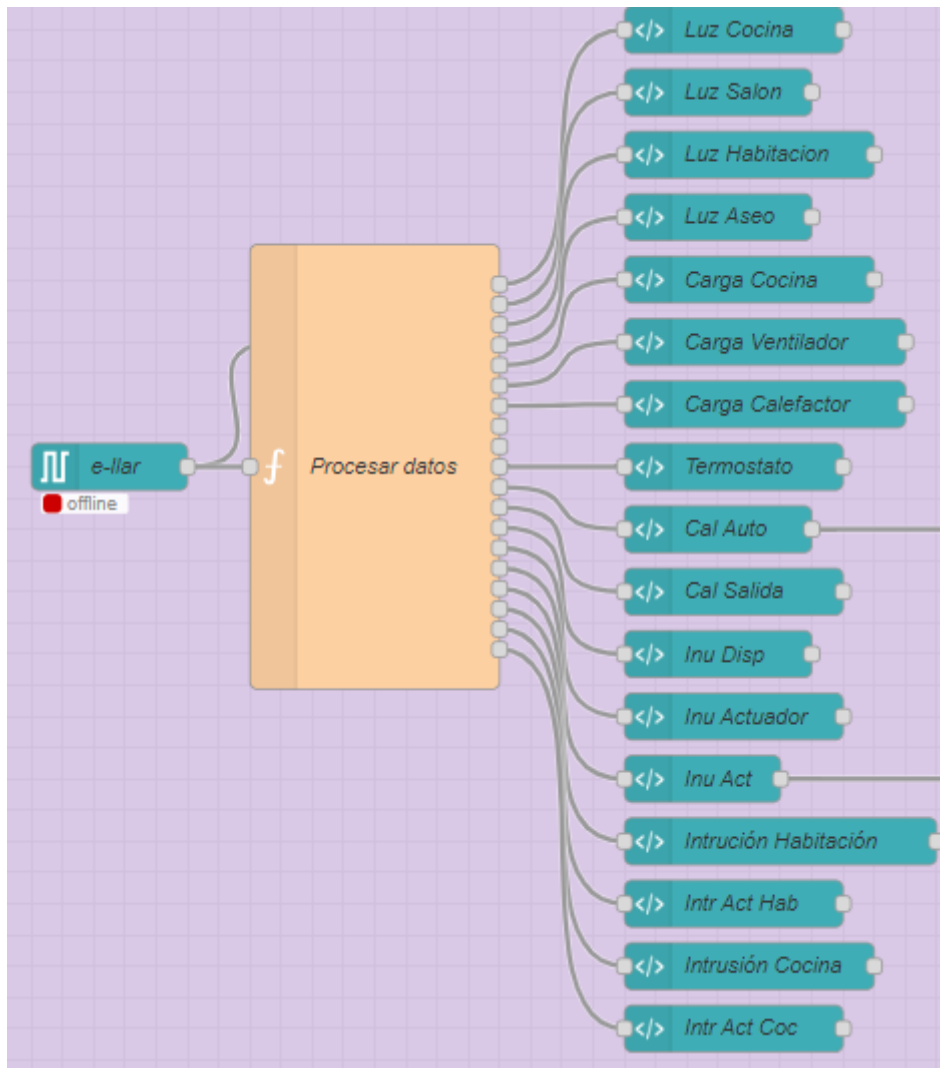 Luz Cocina
Luz Salon
Luz Habitacion
Luz Aseo
Carga Cocina
Carga Ventilador
Carga Calefactor
e-llar
offline
Procesar datos
Termostato
Cal Auto
Cal Salida
Inu Disp
Inu Actuador
Inu Act
Intrución Habitación
Intr Act Hab
Intrusión Cocina
Intr Act Coc